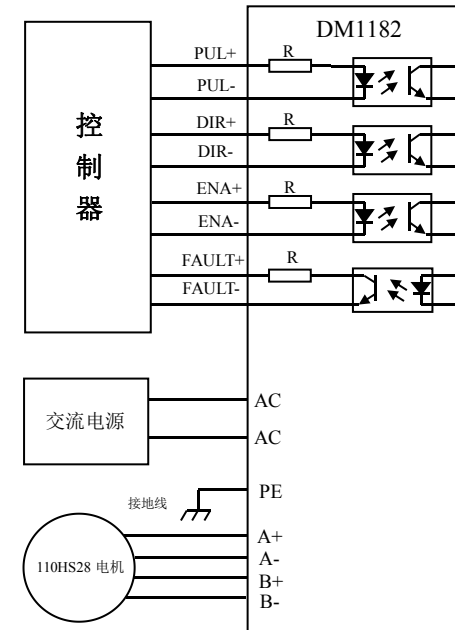 DM1182
控制器
PUL+
R
PUL-
DIR+
R
DIR-
ENA+
R
ENA-
FAULT+
R
FAULT-
交流电源
AC
AC
接地线
PE
110HS28 电机
A+
A-
B+
B-